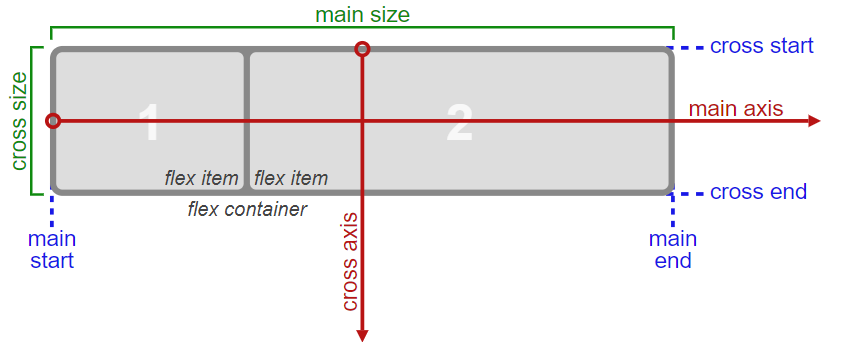 main size
cross start
cross size
1
2
main axis
flex item
flex item
cross end
flex container
cross axis
main
start
main
end